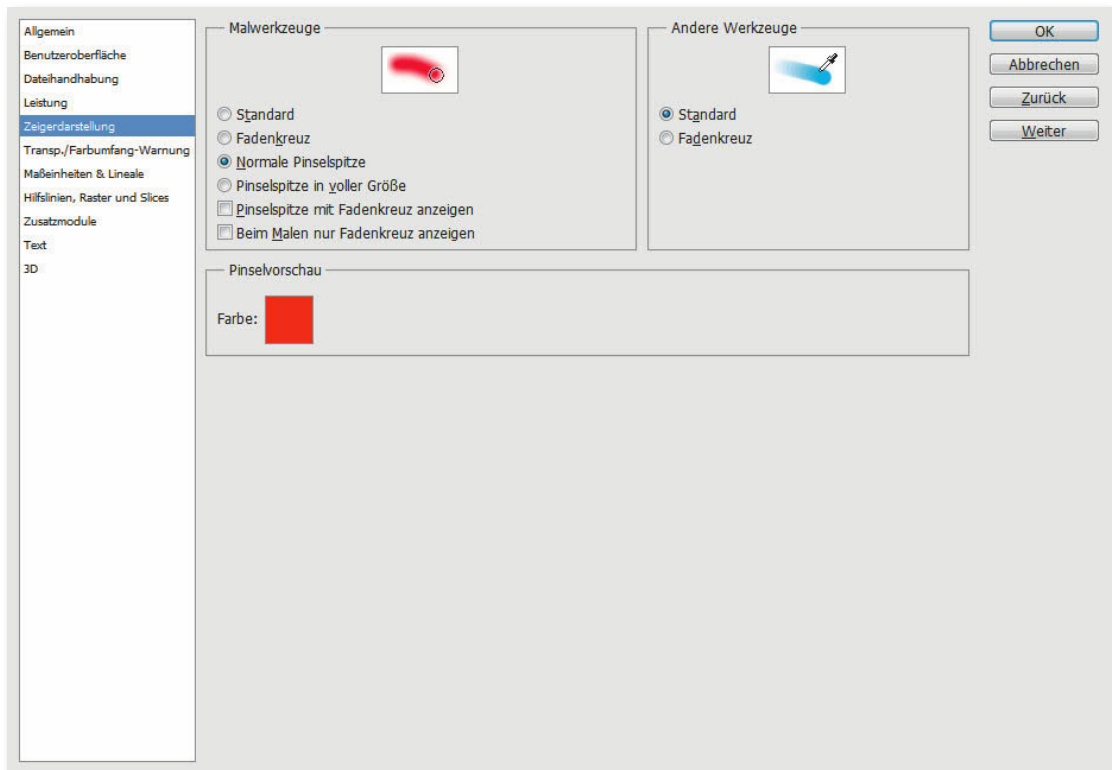 Allgemein
Benutzeroberfläche
Dateihandhabung
Leistung
Zeigerdarstellung
Transp./Farbumfang-Warnung
Maßeinheiten & Lineale
Hilfslinien, Raster und Slices
Zusatzmodule
Text
3D
Malwerkzeuge
Standard
Fadenkreuz
Normale Pinselspitze
Pinselspitze in voller Größe
Pinselspitze mit Fadenkreuz anzeigen
Beim Malen nur Fadenkreuz anzeigen
Andere Werkzeuge
Standard
Fadenkreuz
Pinselvorschau
Farbe:
OK
Abbrechen
Zurück
Weiter